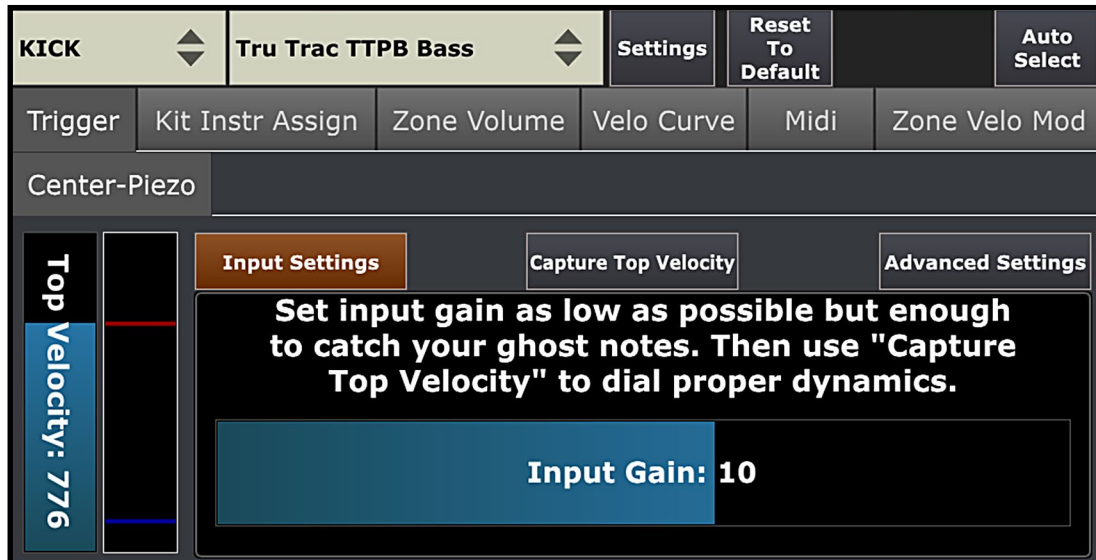 KICK
Tru Trac TTPB Bass
Settings
Reset
To
Default
Auto
Select
Trigger
Kit Instr Assign
Zone Volume
Velo Curve
Midi
Zone Velo Mod
Center-Piezo
Top Velocity: 776
Input Settings
Capture Top Velocity
Advanced Settings
Set input gain as low as possible but enough
to catch your ghost notes. Then use "Capture
Top Velocity" to dial proper dynamics.
Input Gain: 10